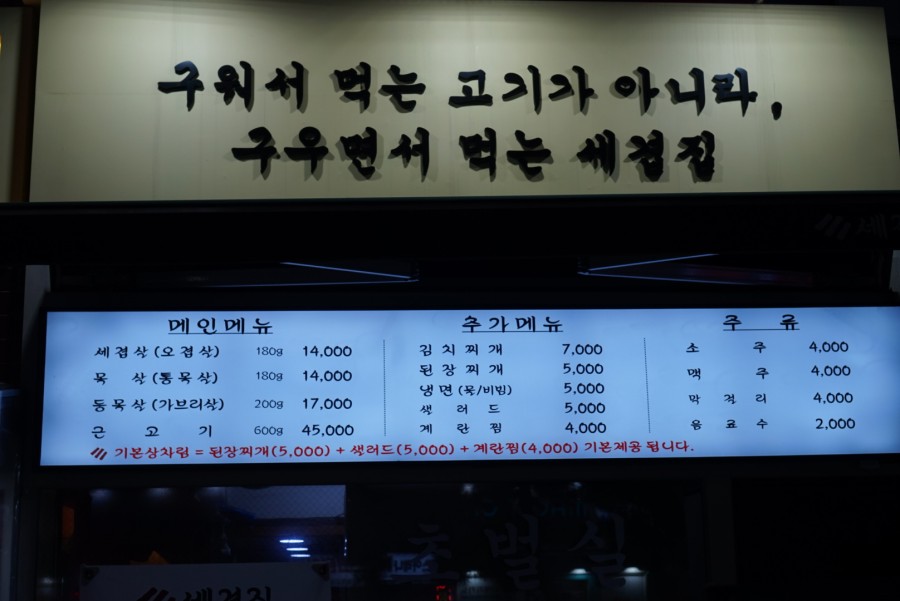 구워서 먹는 고기가 아니라,
구우면서 먹는 세겹집
메인메뉴
세겹살(오겹살) 180g 14,000
목 살(통목살) 180g 14,000
등목살(가브리살) 200g 17,000
근 고 기 600g 45,000
추가메뉴
김치찌개 7,000
된장찌개 5,000
냉면(물/비빔) 5,000
샐 러 드 5,000
계 란 찜 4,000
주 류
소 주 4,000
맥 주 4,000
막 걸 리 4,000
음 료 수 2,000
기본상차림 = 된장찌개(5,000) + 샐러드(5,000) + 계란찜(4,000) 기본제공 됩니다.
초벌실
세겹집